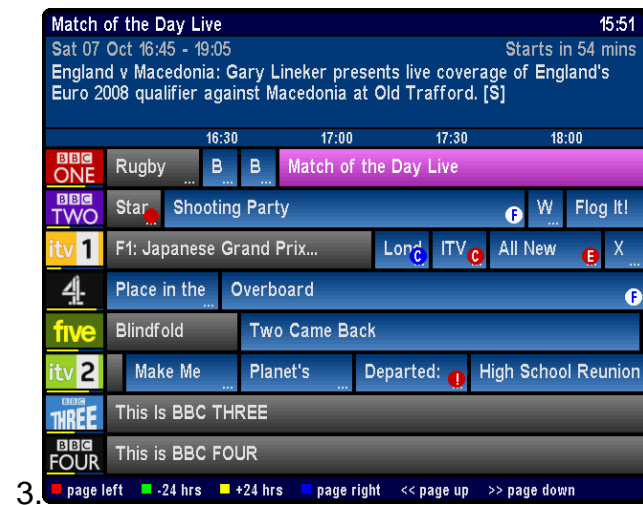 Match of the Day Live 15:51
Sat 07 Oct 16:45 - 19:05 Starts in 54 mins
England v Macedonia: Gary Lineker presents live coverage of England's
Euro 2008 qualifier against Macedonia at Old Trafford. [S]
16:30 17:00 17:30 18:00
BBC ONE Rugby ... B... B... Match of the Day Live
BBC TWO Star... Shooting Party F W... Flog It!
itv 1 F1: Japanese Grand Prix... Lond C ITV... C All New E X...
4 Place in the ... Overboard F
five Blindfold Two Came Back
itv 2 Make Me ... Planet's ... Departed: ! High School Reunion
BBC THREE This Is BBC THREE
BBC FOUR This is BBC FOUR
3. page left -24 hrs +24 hrs page right << page up >> page down